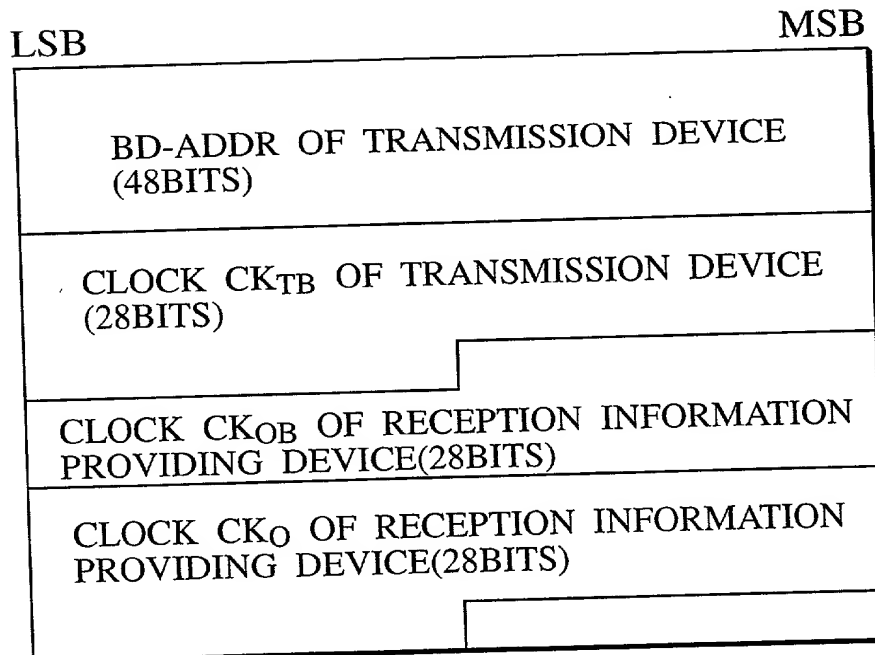 LSB MSB
BD-ADDR OF TRANSMISSION DEVICE
(48BITS)
CLOCK CKTB OF TRANSMISSION DEVICE
(28BITS)
CLOCK CKOB OF RECEPTION INFORMATION
PROVIDING DEVICE(28BITS)
CLOCK CKO OF RECEPTION INFORMATION
PROVIDING DEVICE(28BITS)